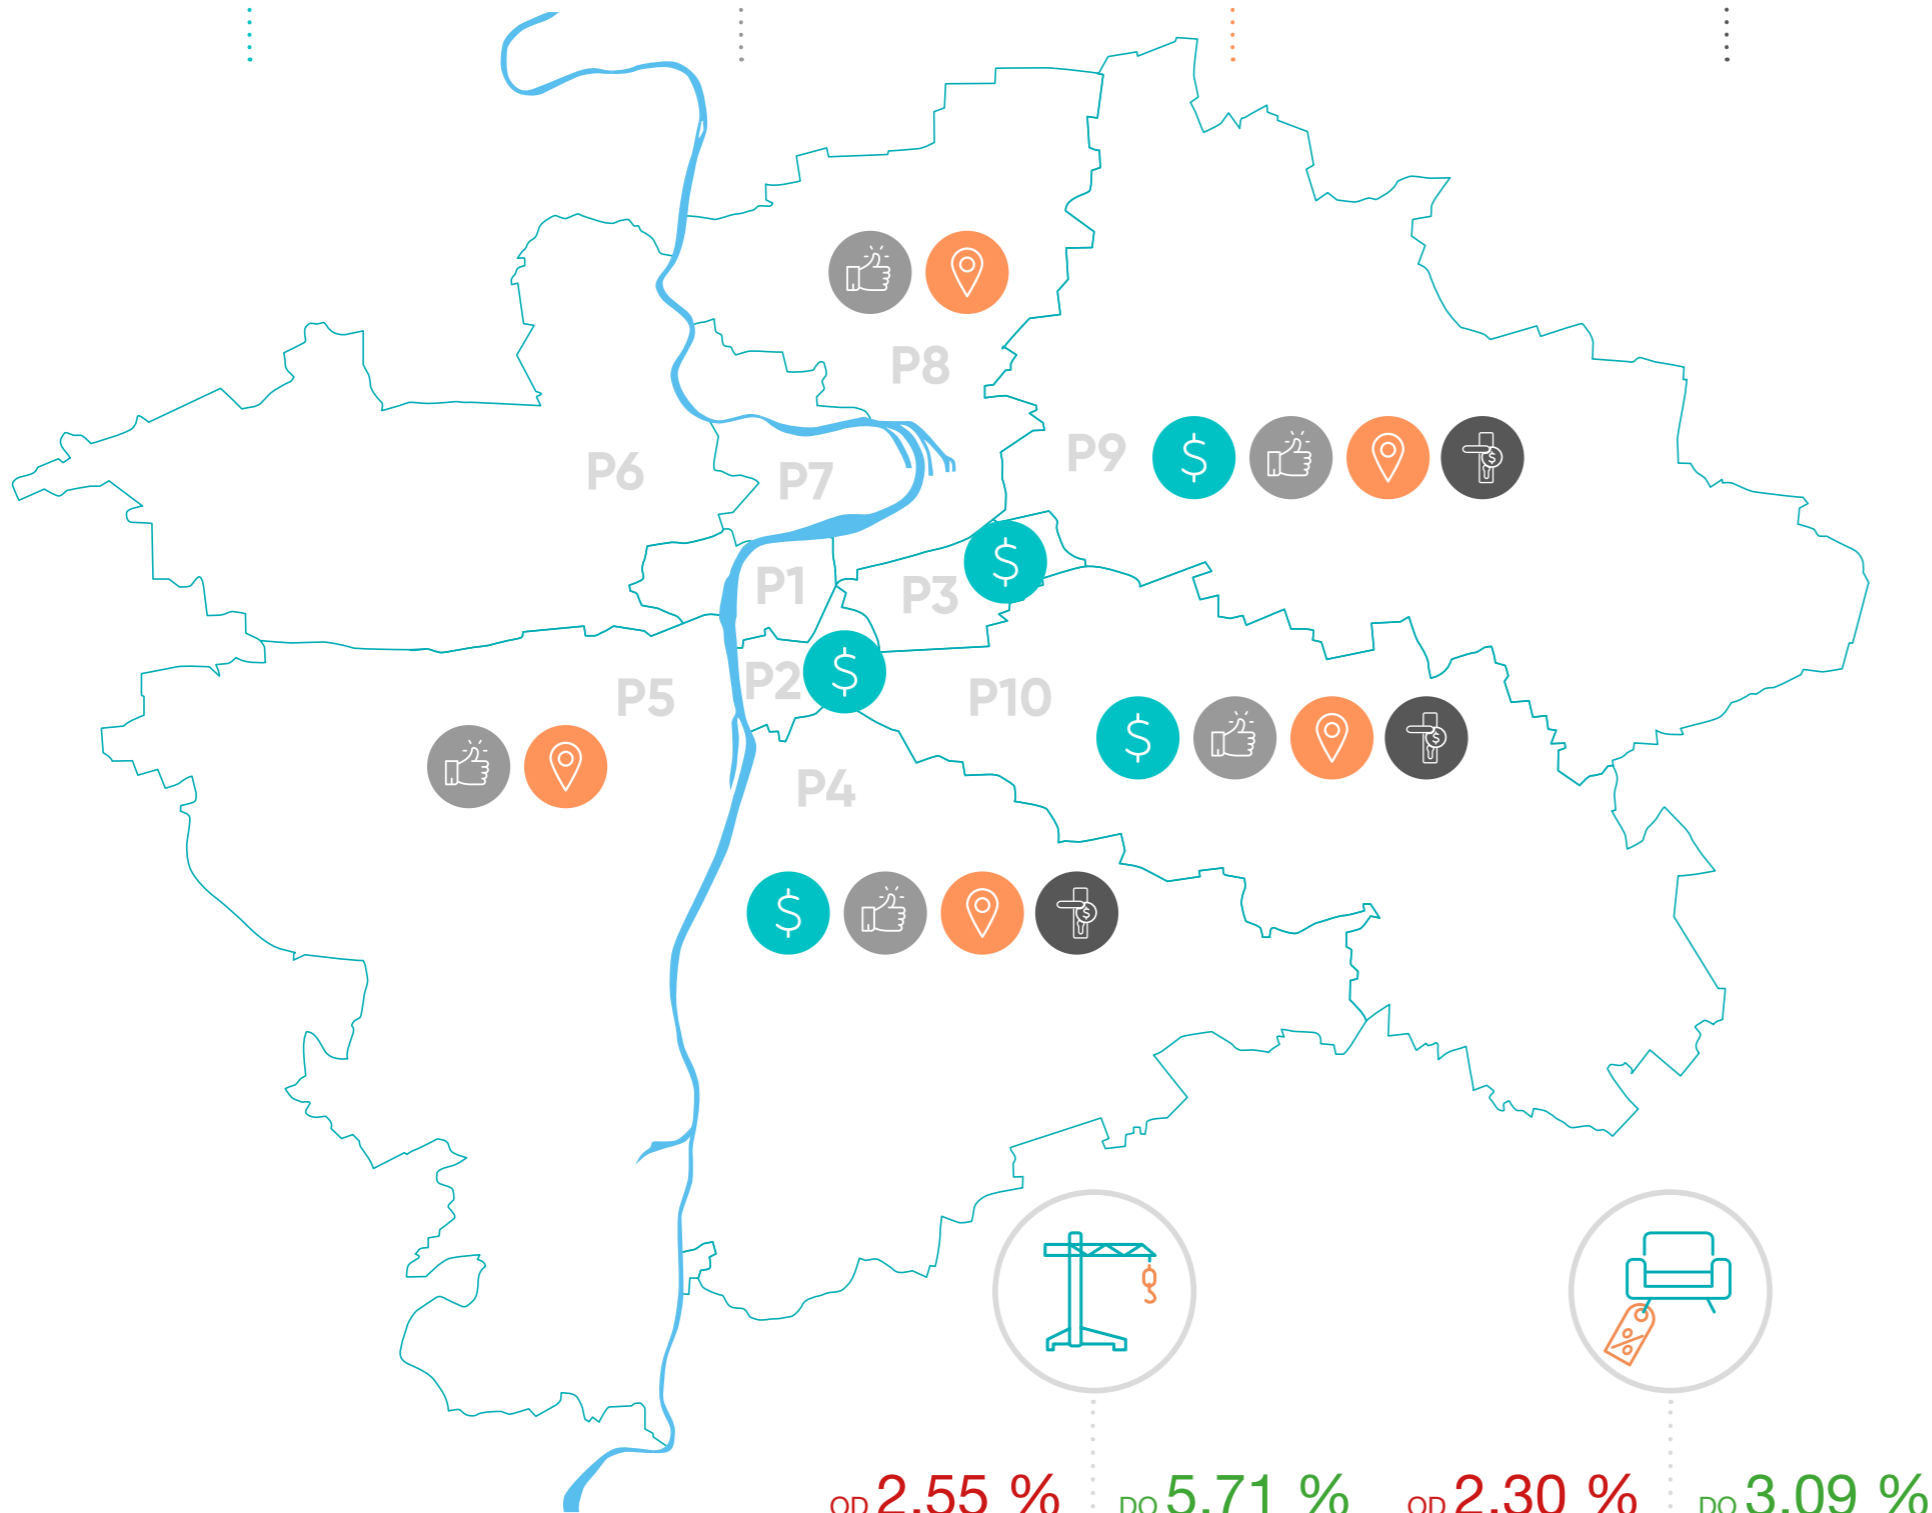 P8
P9
P6
P7
P1
P3
P2
P5
P10
P4
OD 2.55 % DO 5.71 % OD 2.30 % DO 3.09 %